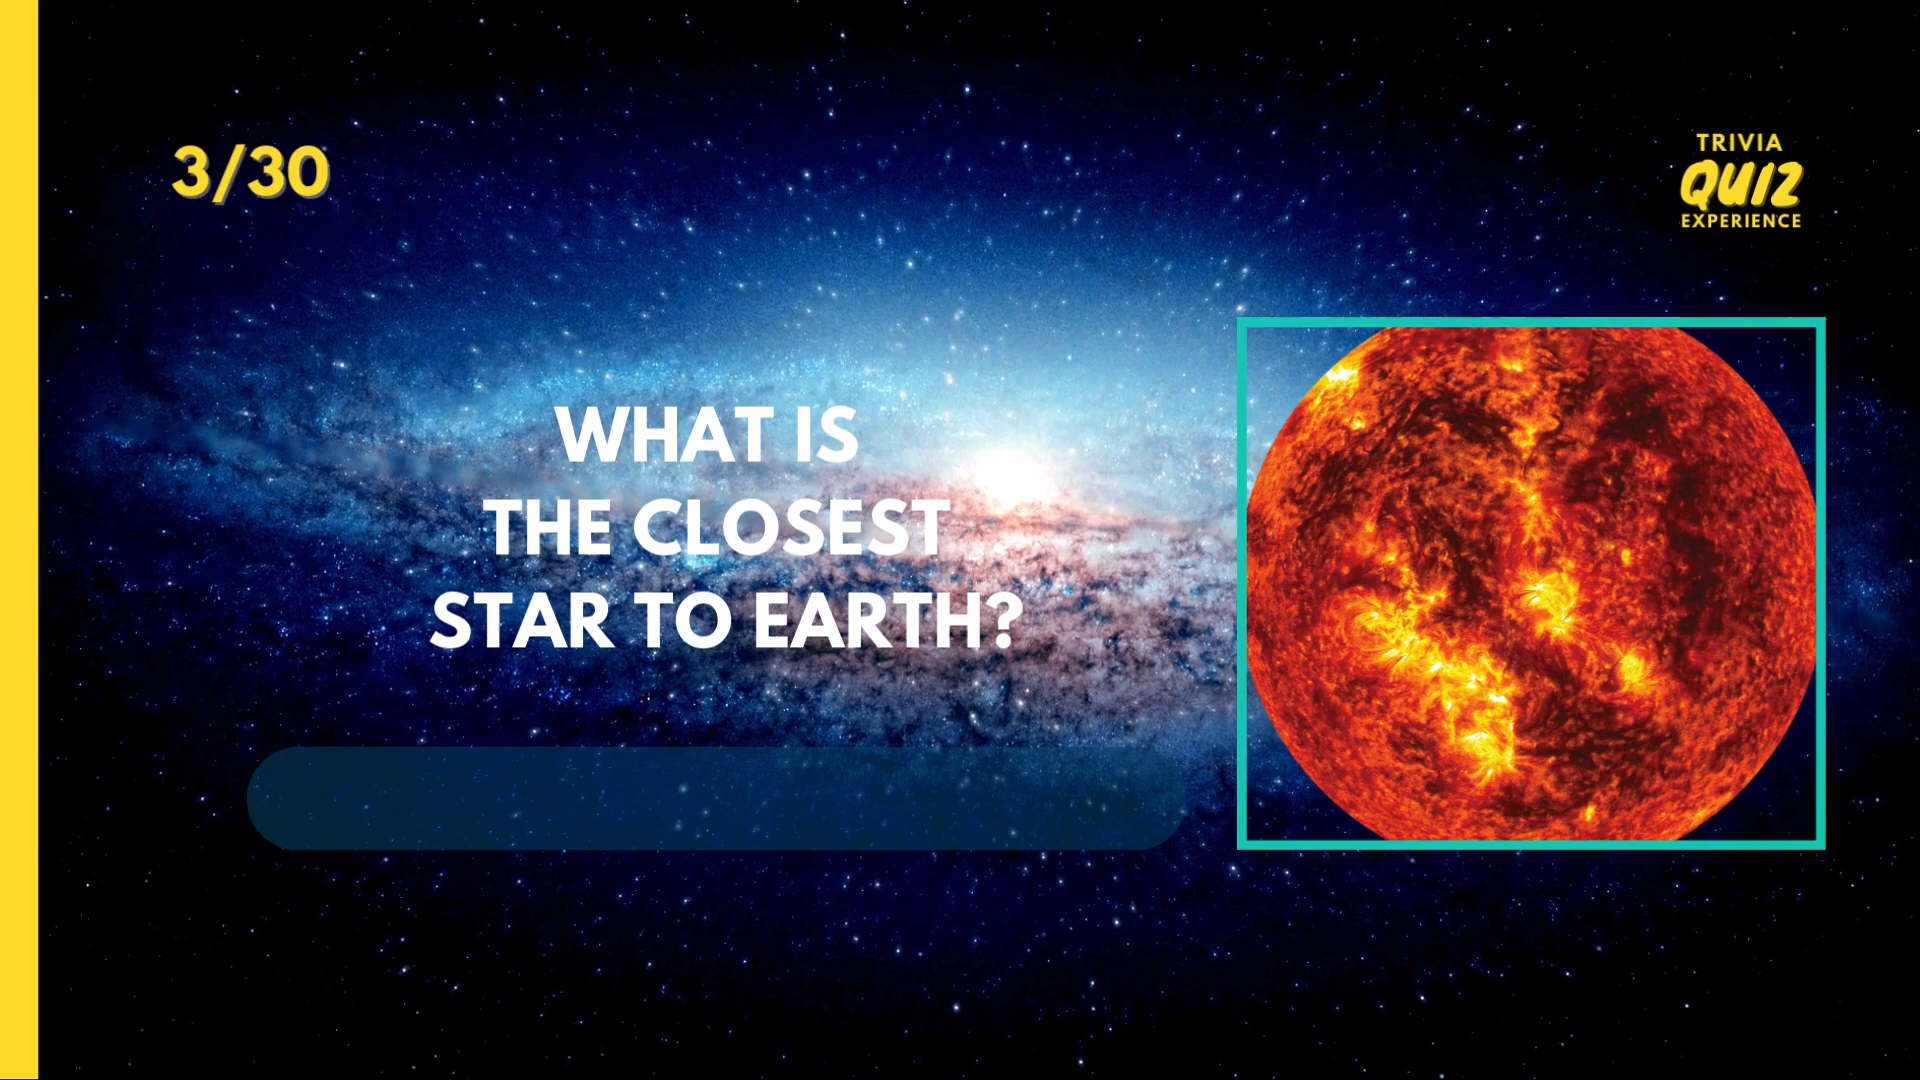 3/30
TRIVIA
QUIZ
EXPERIENCE
WHAT IS
THE CLOSEST
STAR TO EARTH?